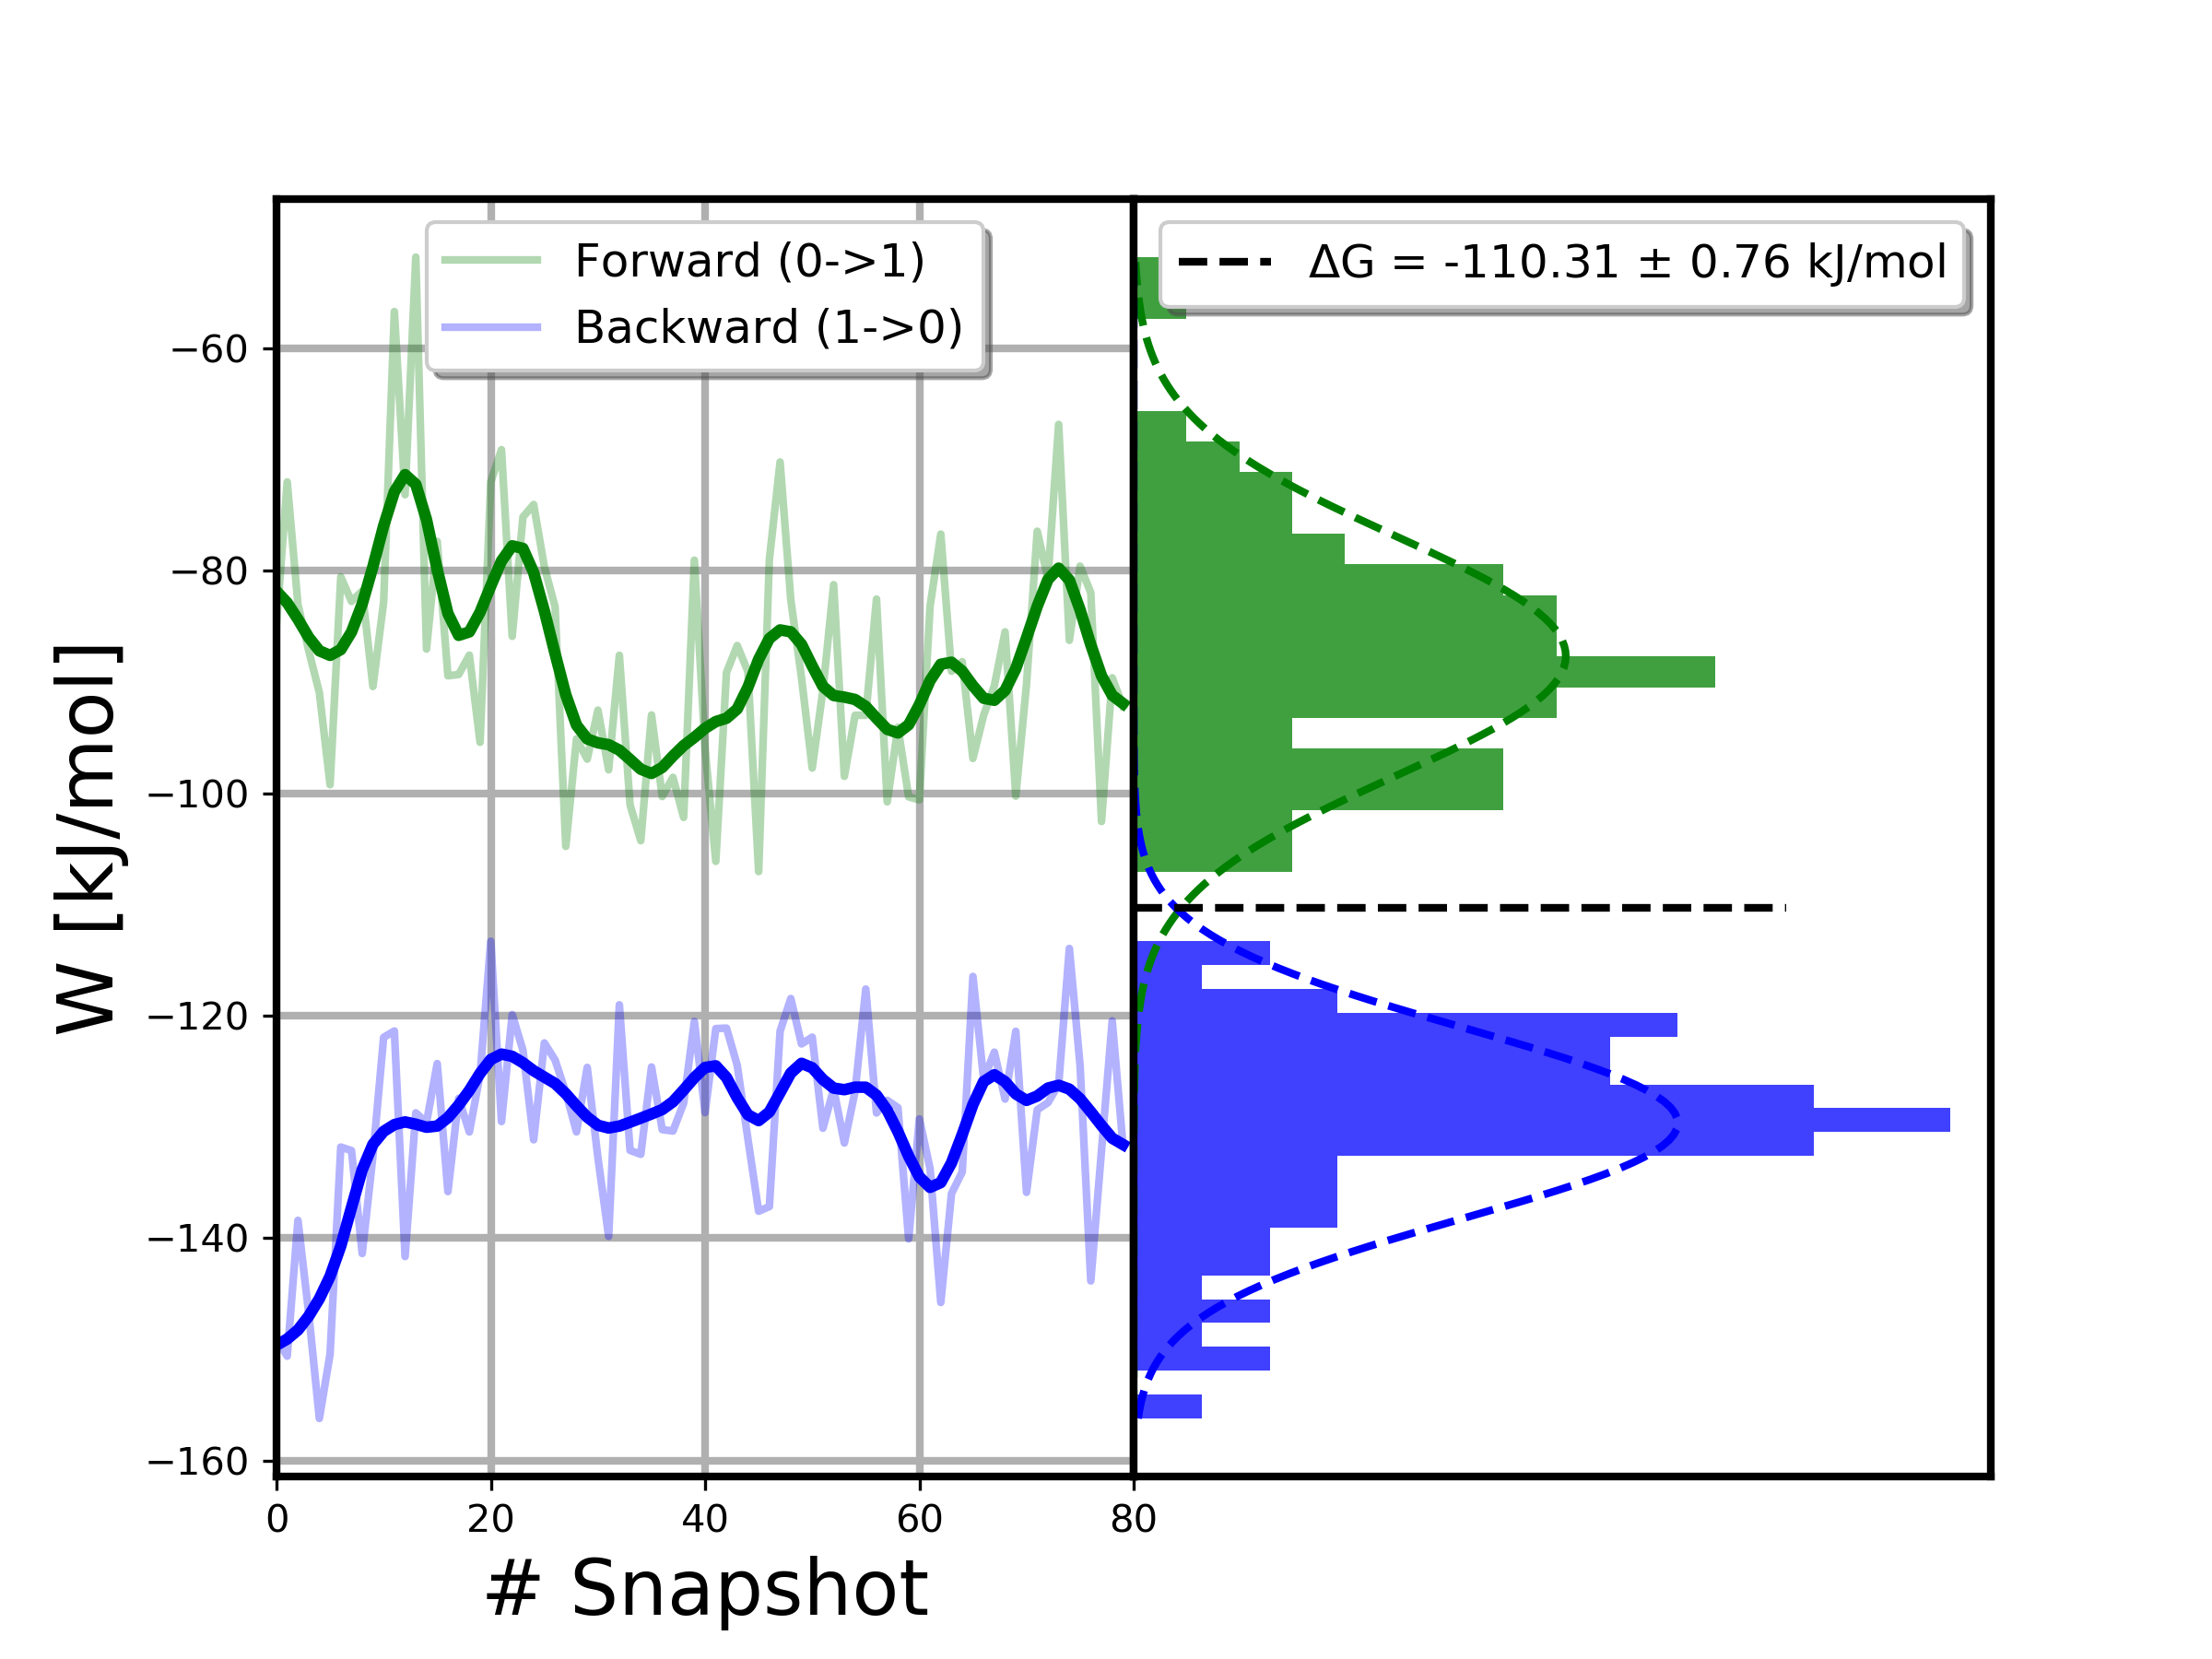 Forward (0->1)
Backward (1->0)
ΔG = -110.31 ± 0.76 kJ/mol
W [kJ/mol]
−60
−80
−100
−120
−140
−160
0 20 40 60 80
# Snapshot